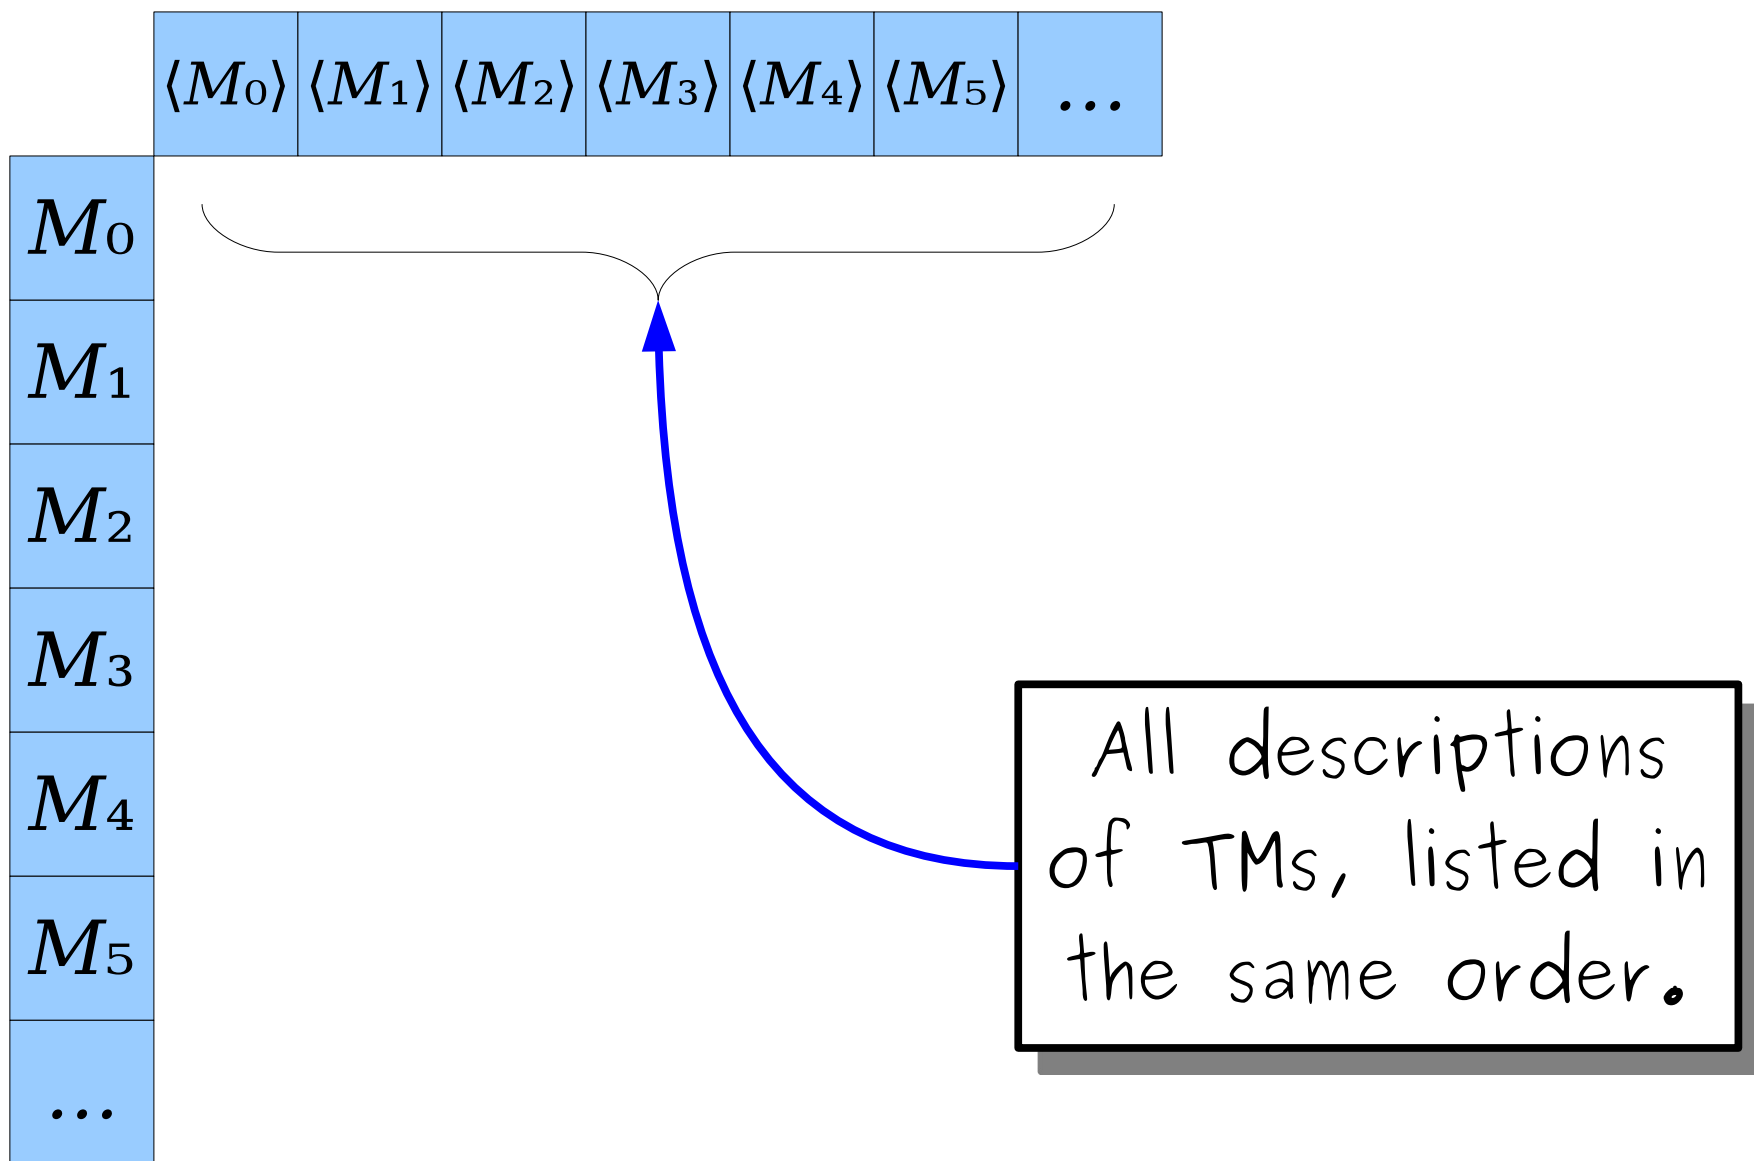 ⟨M₀⟩ ⟨M₁⟩ ⟨M₂⟩ ⟨M₃⟩ ⟨M₄⟩ ⟨M₅⟩ ...
M₀
M₁
M₂
M₃
M₄
M₅
...
All descriptions
of TMs, listed in
the same order.